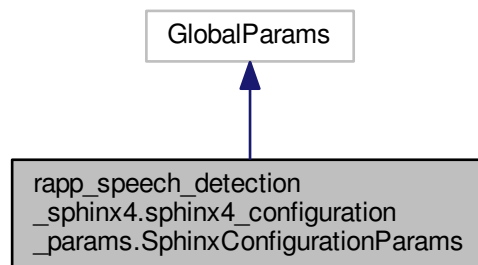 GlobalParams
rapp_speech_detection
_sphinx4.sphinx4_configuration
_params.SphinxConfigurationParams